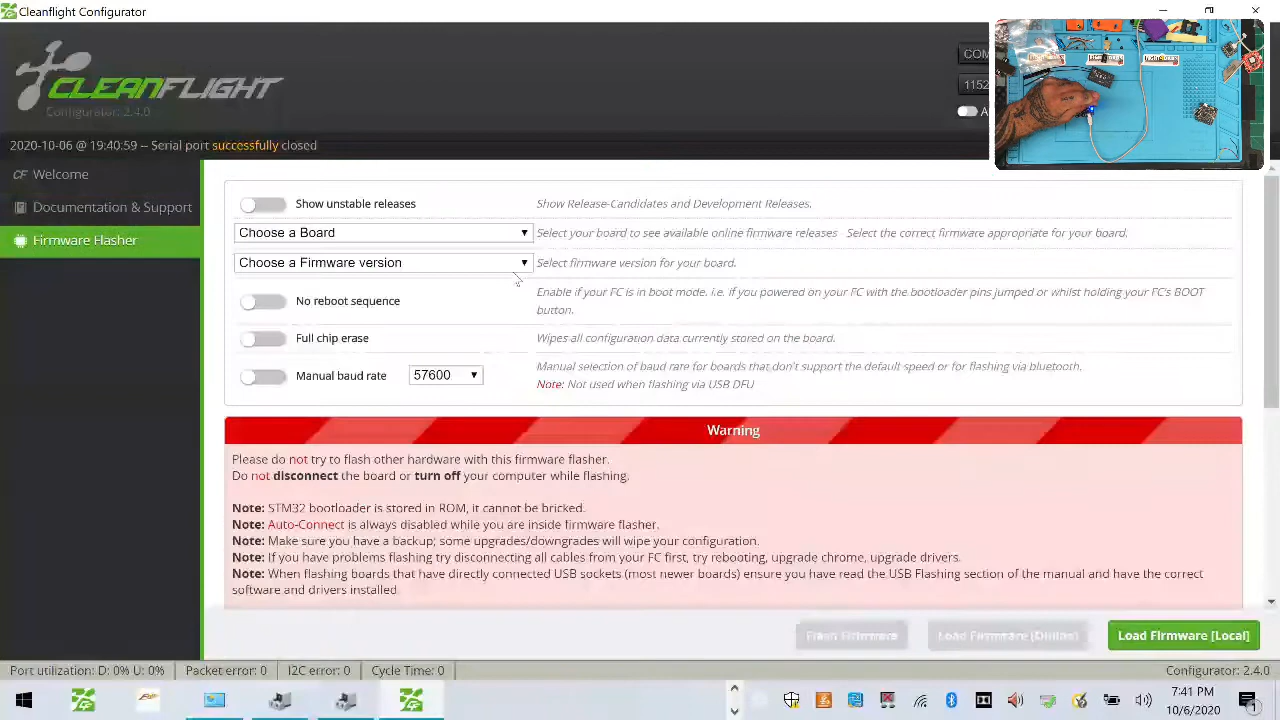 Cleanflight Configurator
CLEANFLIGHT
Configurator: 2.4.0
COM
1152
A
2020-10-06 @ 19:40:59 -- Serial port successfully closed
CF Welcome
Documentation & Support
Firmware Flasher
Show unstable releases
Show Release-Candidates and Development Releases.
Choose a Board
Select your board to see available online firmware releases - Select the correct firmware appropriate for your board.
Choose a Firmware version
Select firmware version for your board.
No reboot sequence
Enable if your FC is in boot mode. i.e. if you powered on your FC with the bootloader pins jumped or whilst holding your FC's BOOT
button.
Full chip erase
Wipes all configuration data currently stored on the board.
Manual baud rate
57600
Manual selection of baud rate for boards that don't support the default speed or for flashing via bluetooth.
Note: Not used when flashing via USB DFU
Warning
Please do not try to flash other hardware with this firmware flasher.
Do not disconnect the board or turn off your computer while flashing.
Note: STM32 bootloader is stored in ROM, it cannot be bricked.
Note: Auto-Connect is always disabled while you are inside firmware flasher.
Note: Make sure you have a backup; some upgrades/downgrades will wipe your configuration.
Note: If you have problems flashing try disconnecting all cables from your FC first, try rebooting, upgrade chrome, upgrade drivers.
Note: When flashing boards that have directly connected USB sockets (most newer boards) ensure you have read the USB Flashing section of the manual and have the correct
software and drivers installed.
Flash Firmware
Load Firmware [Online]
Load Firmware [Local]
Port utilization: D: 0% U: 0%
Packet error: 0
I2C error: 0
Cycle Time: 0
Configurator: 2.4.0
7:41 PM
10/6/2020